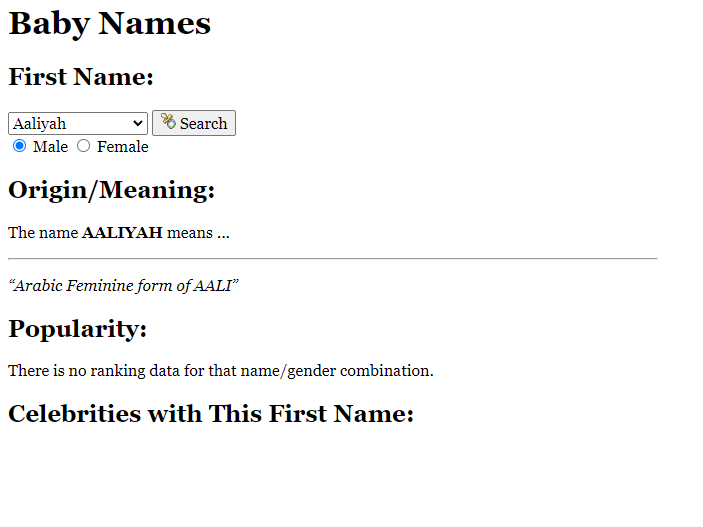 Baby Names
First Name:
Aaliyah Search
Male Female
Origin/Meaning:
The name AALIYAH means ...
“Arabic Feminine form of AALI”
Popularity:
There is no ranking data for that name/gender combination.
Celebrities with This First Name: